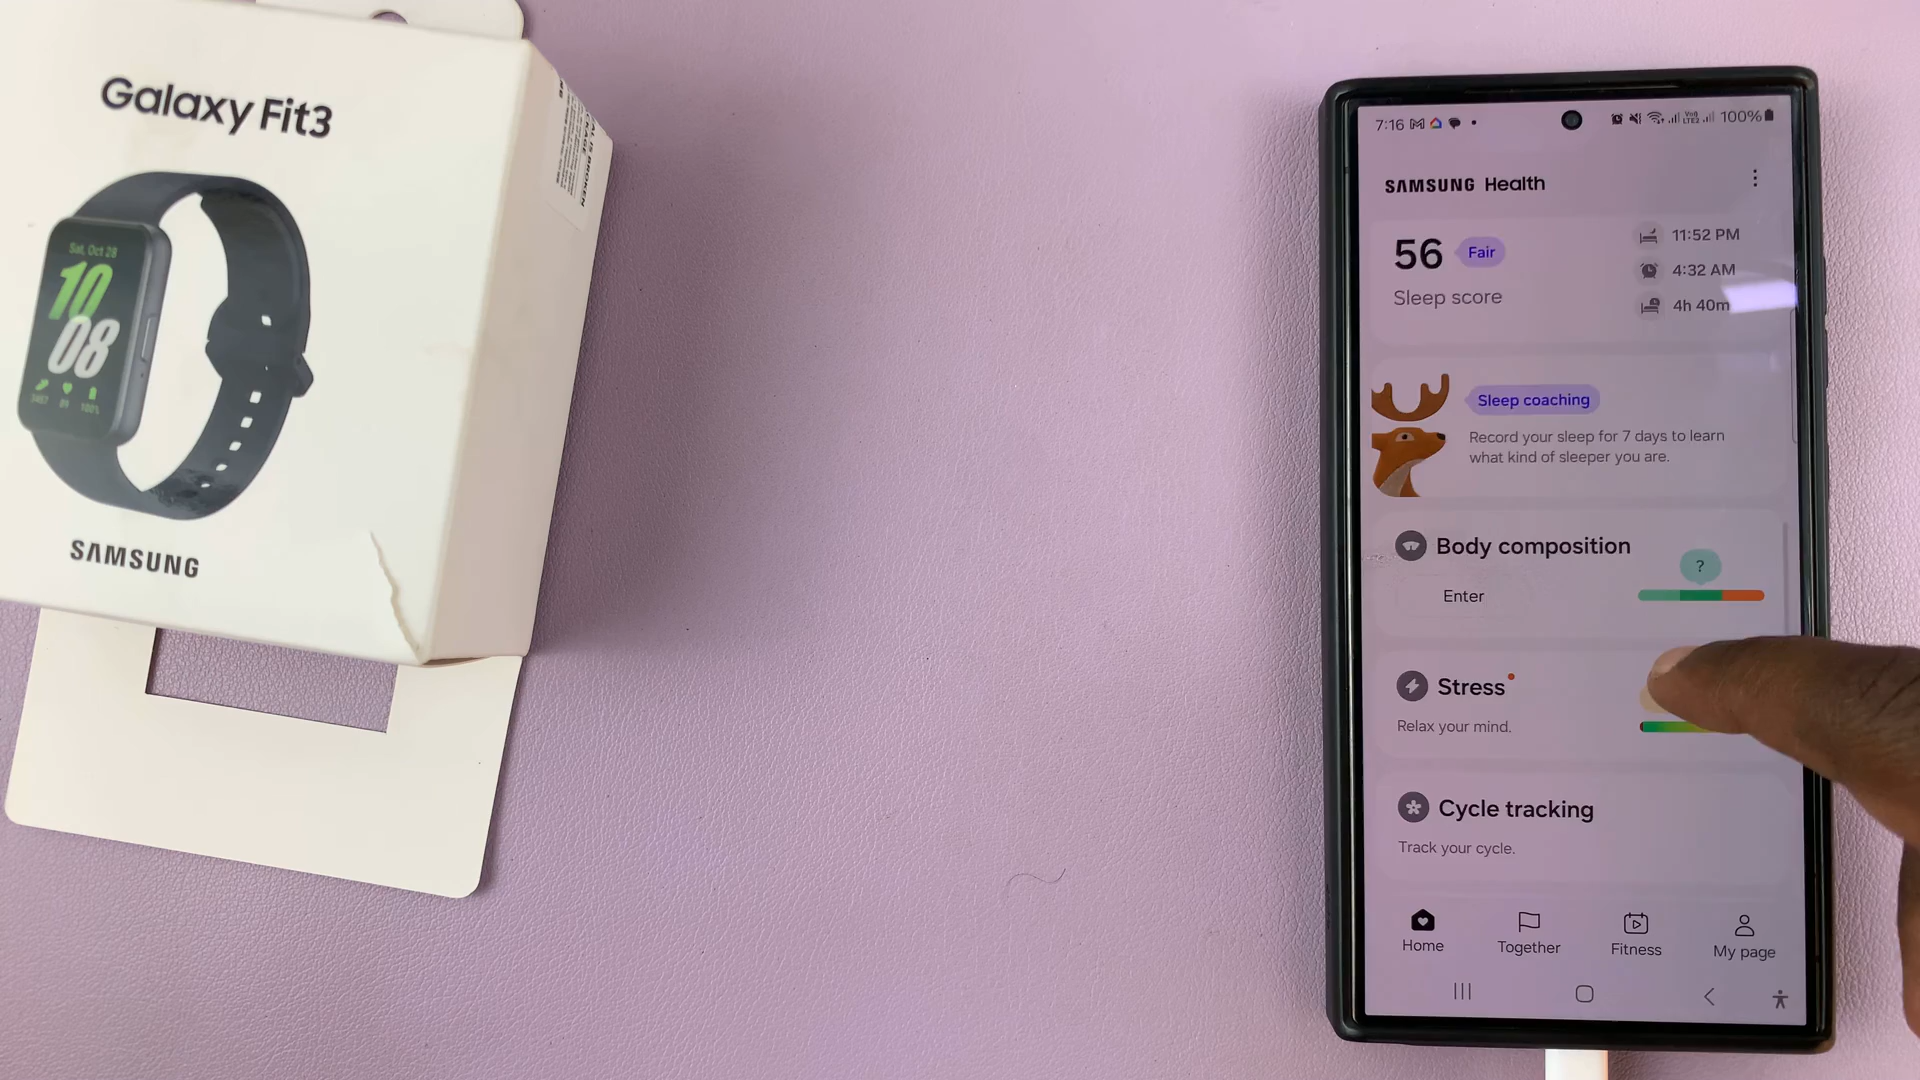 Galaxy Fit3
Sat, Oct 28
10
08
3487 89 100%
SAMSUNG
7:16
100%
SAMSUNG Health
56 Fair
Sleep score
11:52 PM
4:32 AM
4h 40m
Sleep coaching
Record your sleep for 7 days to learn
what kind of sleeper you are.
Body composition
?
Enter
Stress
Relax your mind.
Cycle tracking
Track your cycle.
Home
Together
Fitness
My page